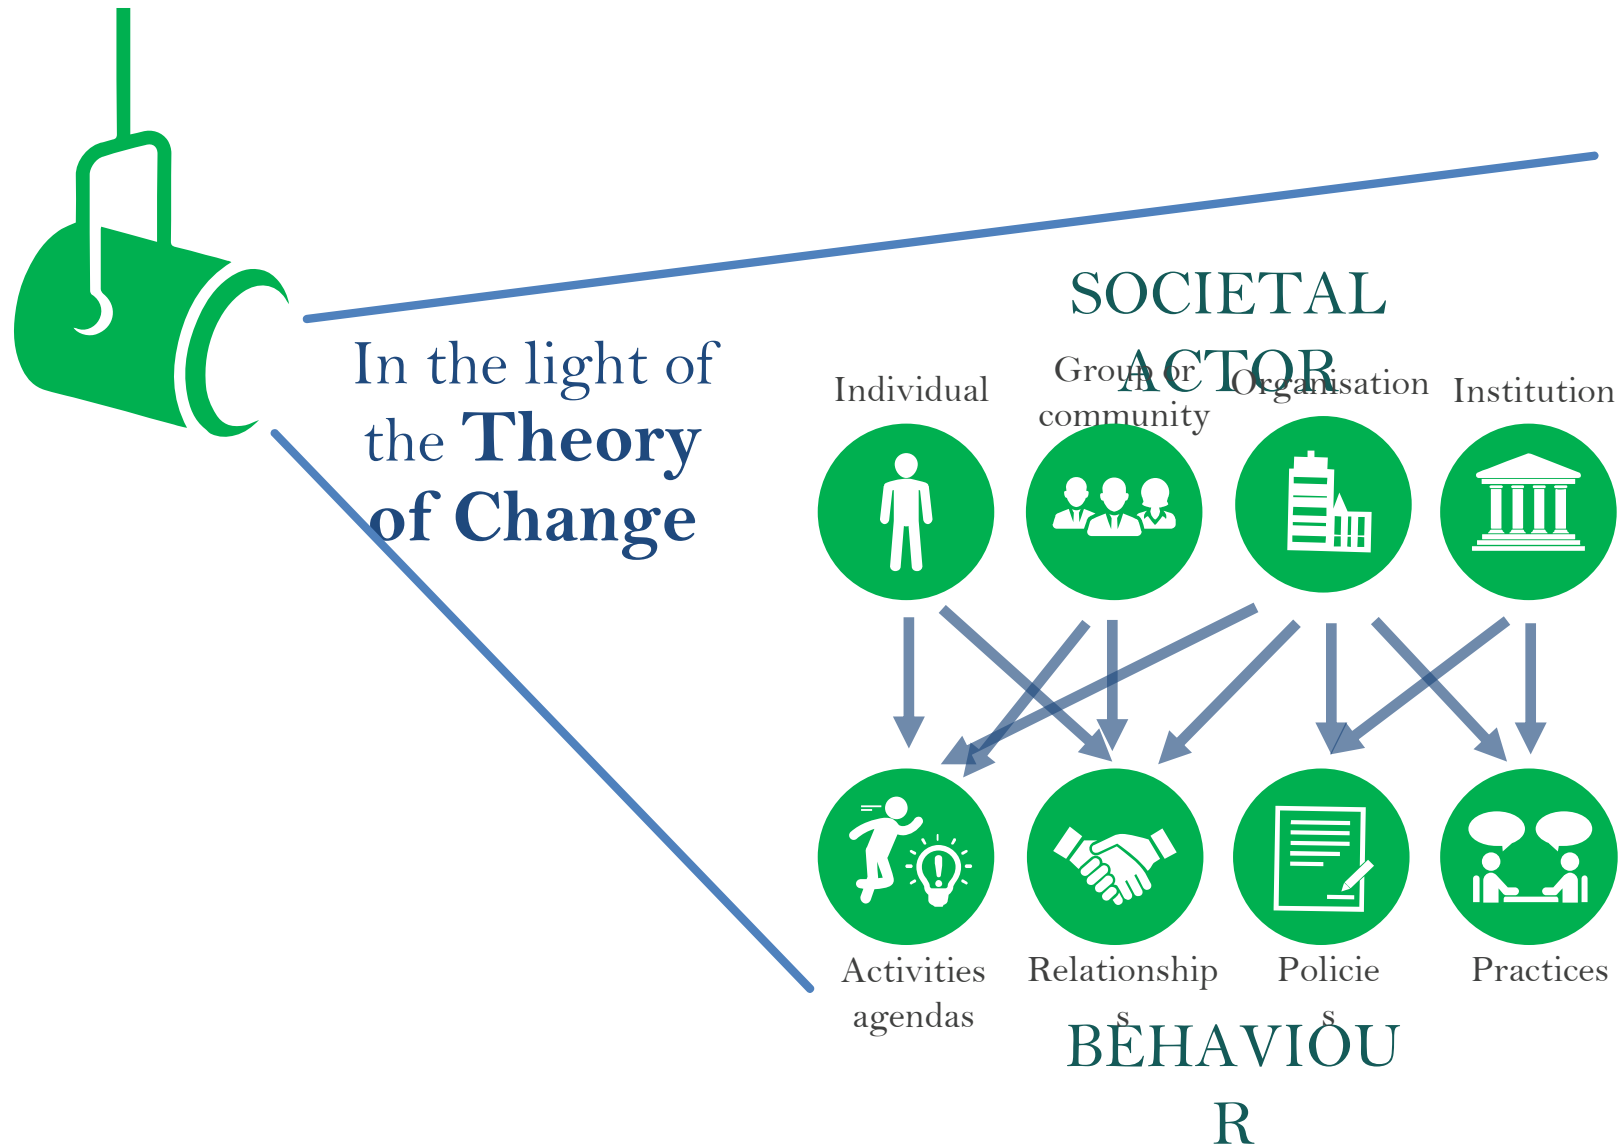 In the light of
the Theory
of Change
SOCIETAL
ACTOR
Individual
Group or
community
Organisation
Institution
Activities
agendas
Relationship
s
Policie
s
Practices
BEHAVIOU
R